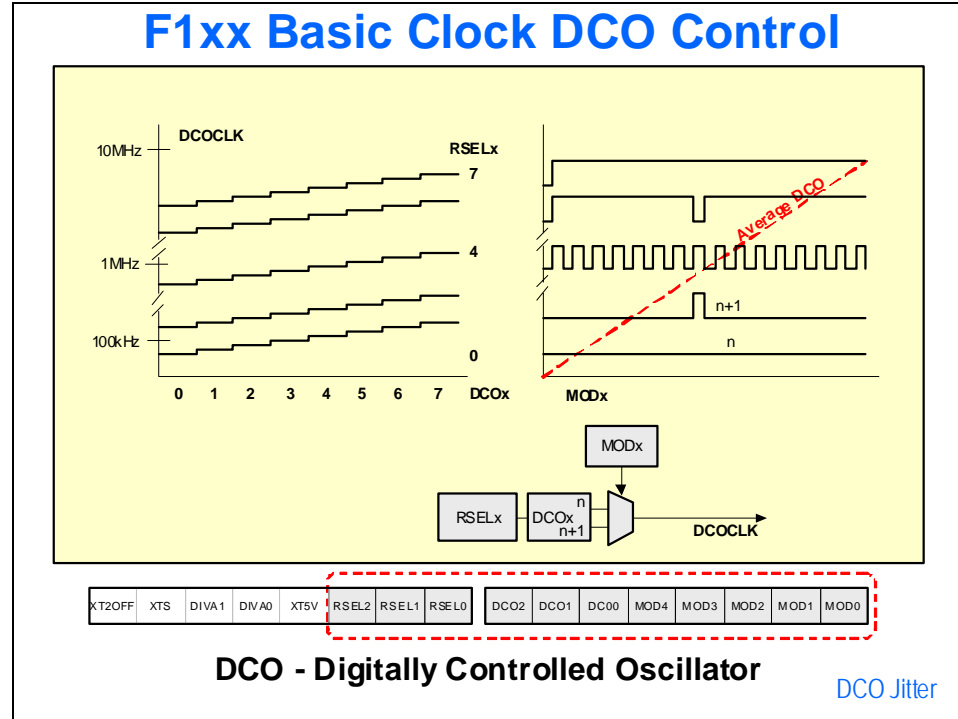 F1xx Basic Clock DCO Control
DCOCLK
RSELx
10MHz
7
1MHz
4
100kHz
0
0 1 2 3 4 5 6 7 DCOx
Average DCO
n+1
n
MODx
MODx
RSELx
DCOx
n
n+1
DCOCLK
XT2OFF XTS DIVA1 DIVA0 XT5V RSEL2 RSEL1 RSEL0 DCO2 DCO1 DC00 MOD4 MOD3 MOD2 MOD1 MOD0
DCO - Digitally Controlled Oscillator
DCO Jitter